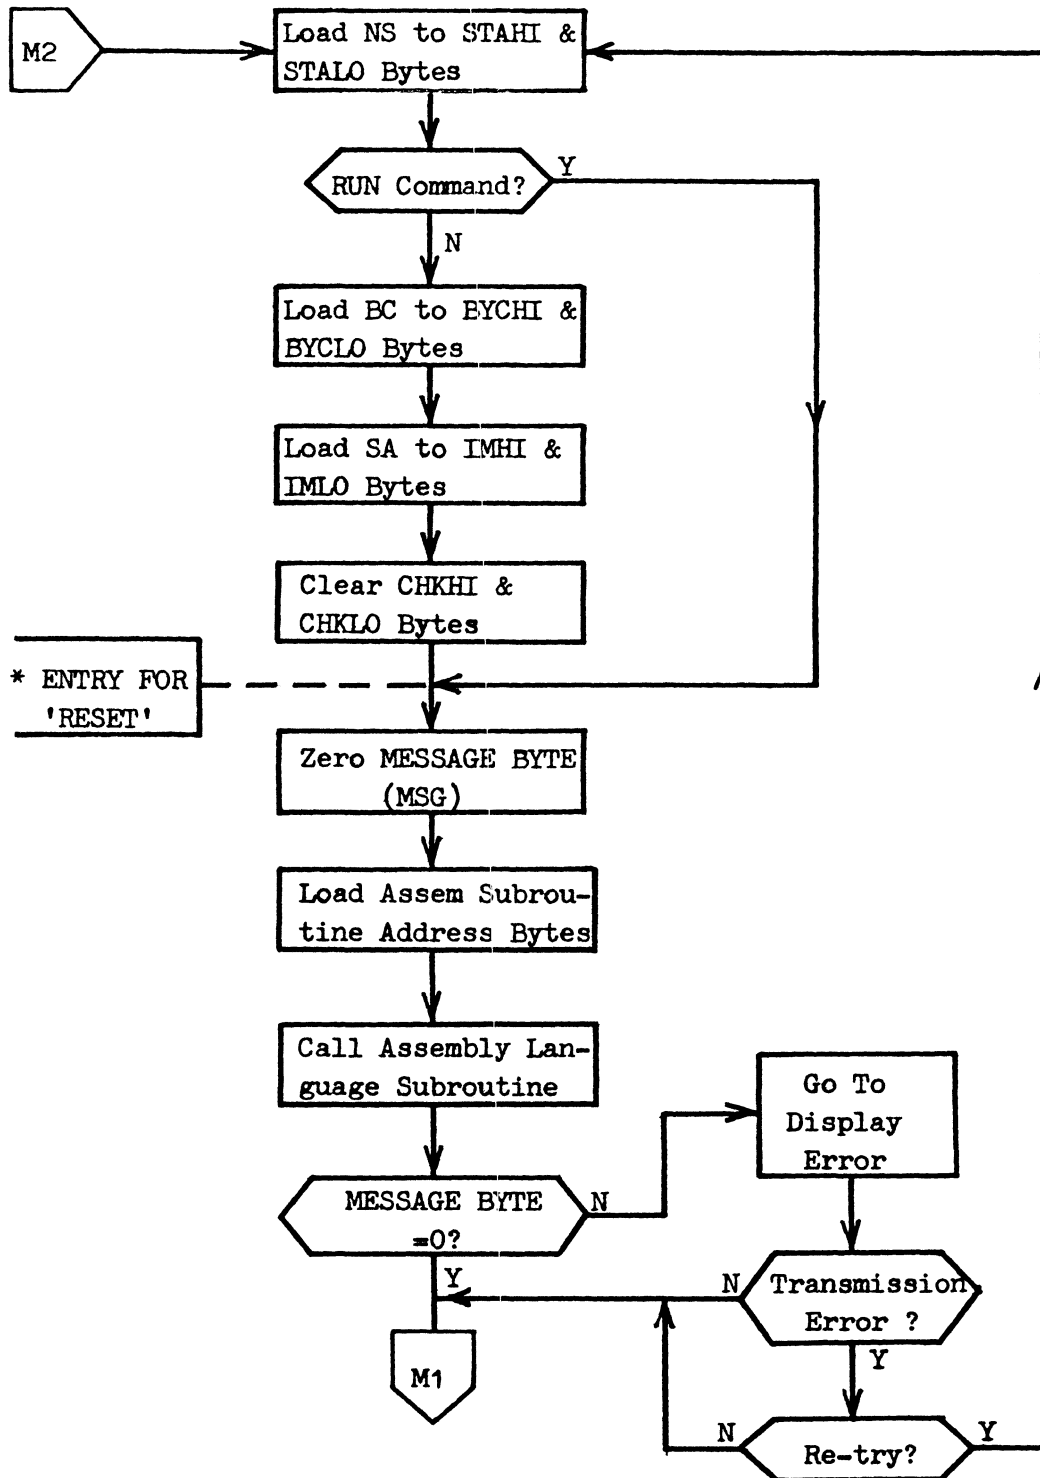 M2
Load NS to STAHI &
STALO Bytes
RUN Command?
Y
N
Load BC to BYCHI &
BYCLO Bytes
Load SA to IMHI &
IMLO Bytes
Clear CHKHI &
CHKLO Bytes
* ENTRY FOR
'RESET'
Zero MESSAGE BYTE
(MSG)
Load Assem Subrou-
tine Address Bytes
Call Assembly Lan-
guage Subroutine
MESSAGE BYTE
=0?
N
Y
Go To
Display
Error
Transmission
Error ?
N
Y
M1
Re-try?
N
Y